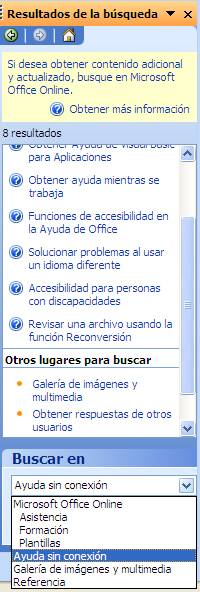 Resultados de la búsqueda
Si desea obtener contenido adicional
y actualizado, busque en Microsoft
Office Online.
Obtener más información
8 resultados
Obtener Ayuda de Visual Basic
para Aplicaciones
Obtener ayuda mientras se
trabaja
Funciones de accesibilidad en
la Ayuda de Office
Solucionar problemas al usar
un idioma diferente
Accesibilidad para personas
con discapacidades
Revisar una archivo usando la
función Reconversión
Otros lugares para buscar
Galería de imágenes y
multimedia
Obtener respuestas de otros
usuarios
Buscar en
Ayuda sin conexión
Microsoft Office Online
Asistencia
Formación
Plantillas
Ayuda sin conexión
Galería de imágenes y multimedia
Referencia